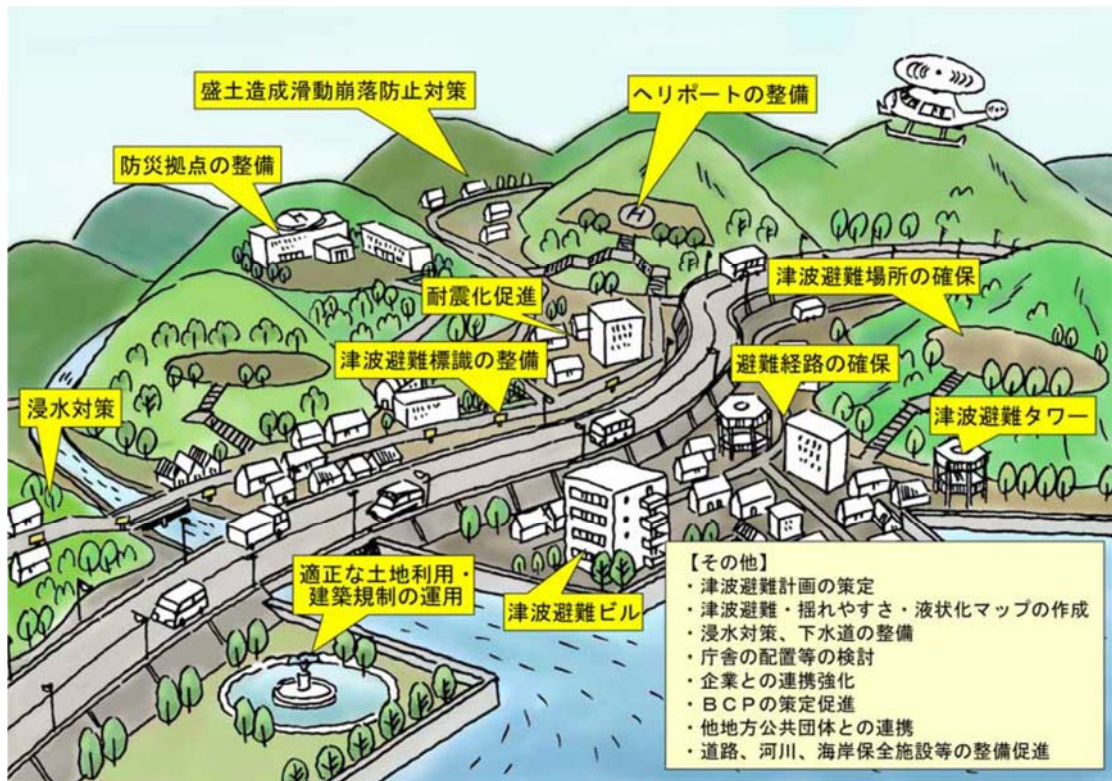 盛土造成滑動崩落防止対策
ヘリポートの整備
防災拠点の整備
耐震化促進
津波避難場所の確保
津波避難標識の整備
避難経路の確保
浸水対策
津波避難タワー
適正な土地利用・
建築規制の運用
津波避難ビル
H
H
【その他】
・津波避難計画の策定
・津波避難・揺れやすさ・液状化マップの作成
・浸水対策、下水道の整備
・庁舎の配置等の検討
・企業との連携強化
・ＢＣＰの策定促進
・他地方公共団体との連携
・道路、河川、海岸保全施設等の整備促進